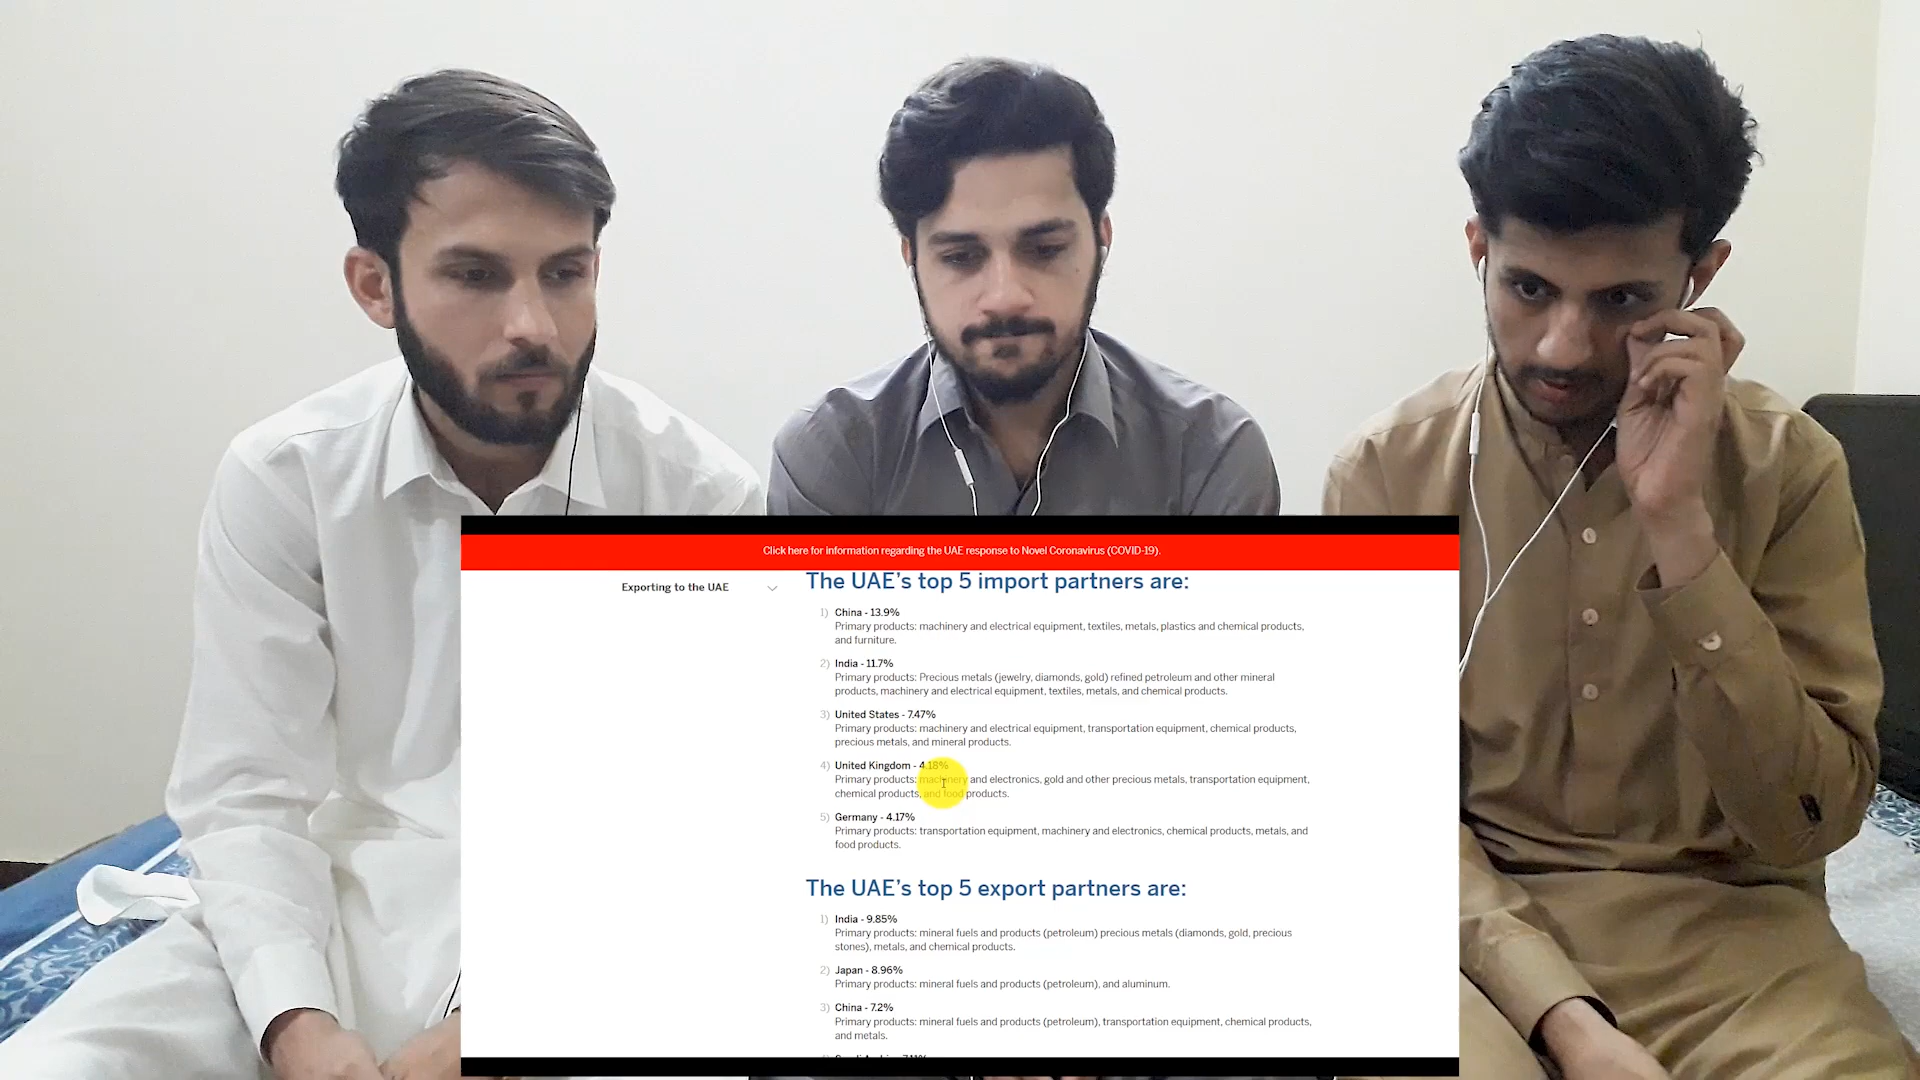 Click here for information regarding the UAE response to Novel Coronavirus (COVID-19).
Exporting to the UAE
The UAE's top 5 import partners are:
1) China - 13.9%
Primary products: machinery and electrical equipment, textiles, metals, plastics and chemical products,
and furniture.
2) India - 11.7%
Primary products: Precious metals (jewelry, diamonds, gold) refined petroleum and other mineral
products, machinery and electrical equipment, textiles, metals, and chemical products.
3) United States - 7.47%
Primary products: machinery and electrical equipment, transportation equipment, chemical products,
precious metals, and mineral products.
4) United Kingdom - 4.18%
Primary products: machinery and electronics, gold and other precious metals, transportation equipment,
chemical products, and food products.
5) Germany - 4.17%
Primary products: transportation equipment, machinery and electronics, chemical products, metals, and
food products.
The UAE's top 5 export partners are:
1) India - 9.85%
Primary products: mineral fuels and products (petroleum) precious metals (diamonds, gold, precious
stones), metals, and chemical products.
2) Japan - 8.96%
Primary products: mineral fuels and products (petroleum), and aluminum.
3) China - 7.2%
Primary products: mineral fuels and products (petroleum), transportation equipment, chemical products,
and metals.